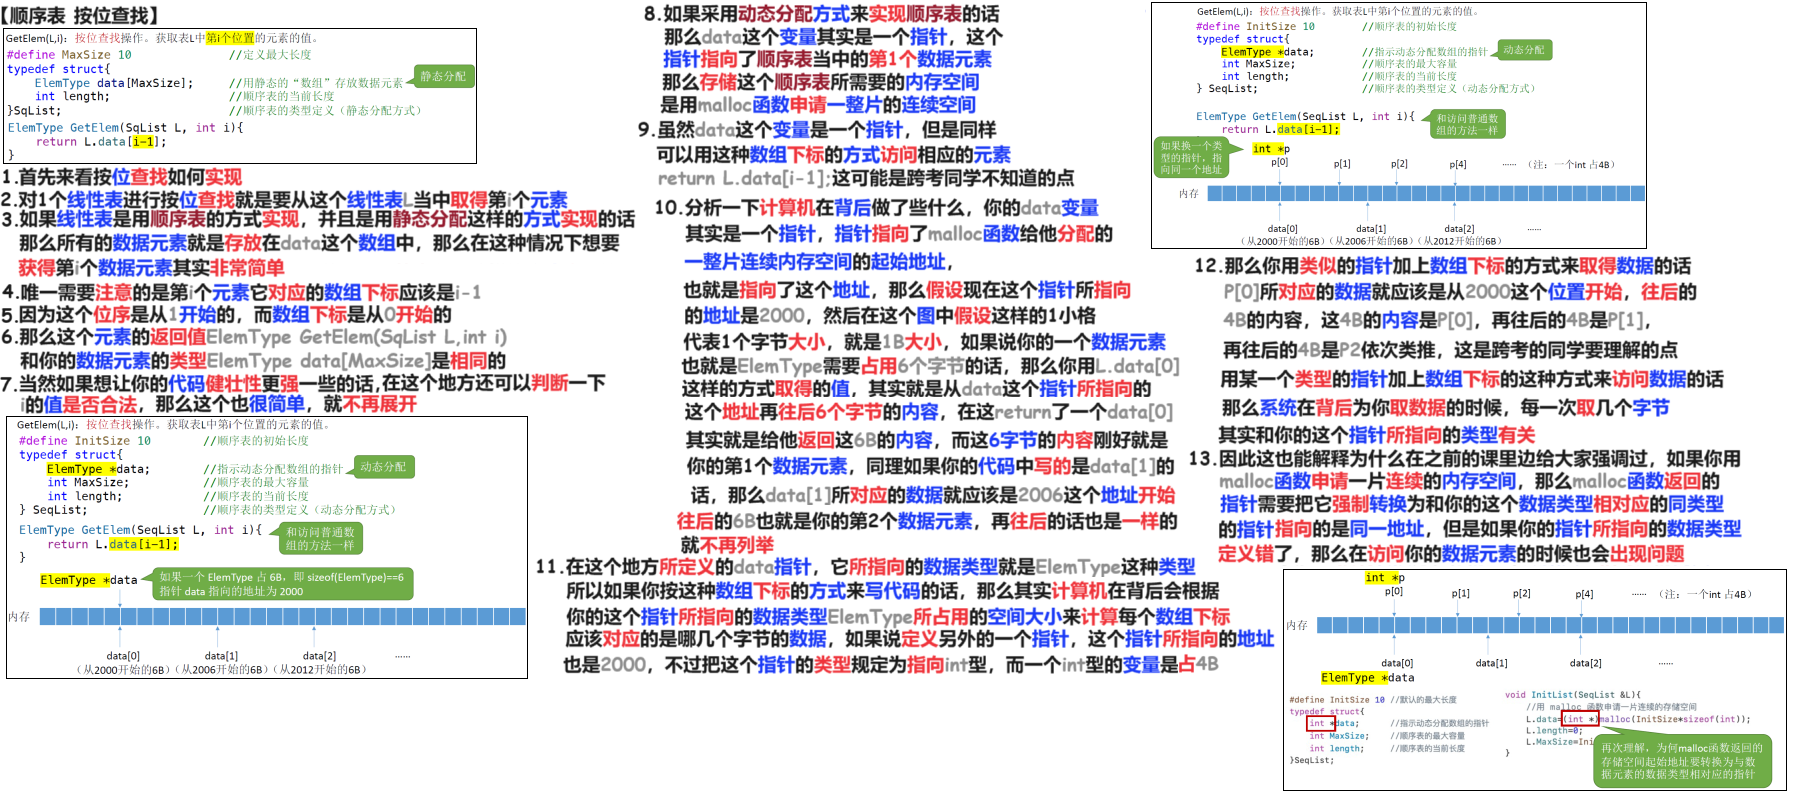 【顺序表 按位查找】
GetElem(L,i)：按位查找操作。获取表L中第i个位置的元素的值。
#define MaxSize 10 //定义最大长度
typedef struct{
ElemType data[MaxSize]; //用静态的“数组”存放数据元素
静态分配
int length; //顺序表的当前长度
}SqList; //顺序表的类型定义（静态分配方式）
ElemType GetElem(SqList L, int i){
return L.data[i-1];
}
1.首先来看按位查找如何实现
2.对1个线性表进行按位查找就是要从这个线性表L当中取得第i个元素
3.如果线性表是用顺序表的方式实现，并且是用静态分配这样的方式实现的话
那么所有的数据元素就是存放在data这个数组中，那么在这种情况下想要
获得第i个数据元素其实非常简单
4.唯一需要注意的是第i个元素它对应的数组下标应该是i-1
5.因为这个位序是从1开始的，而数组下标是从0开始的
6.那么这个元素的返回值ElemType GetElem(SqList L,int i)
和你的数据元素的类型ElemType data[MaxSize]是相同的
7.当然如果想让你的代码健壮性更强一些的话,在这个地方还可以判断一下
i的值是否合法，那么这个也很简单，就不再展开
GetElem(L,i)：按位查找操作。获取表L中第i个位置的元素的值。
#define InitSize 10 //顺序表的初始长度
typedef struct{
ElemType *data; //指示动态分配数组的指针
动态分配
int MaxSize; //顺序表的最大容量
int length; //顺序表的当前长度
} SeqList; //顺序表的类型定义（动态分配方式）
ElemType GetElem(SeqList L, int i){
return L.data[i-1];
}
和访问普通数
组的方法一样
ElemType *data
如果一个 ElemType 占 6B，即 sizeof(ElemType)==6
指针 data 指向的地址为 2000
内存
data[0] data[1] data[2] ······
（从2000开始的6B）（从2006开始的6B）（从2012开始的6B）
8.如果采用动态分配方式来实现顺序表的话
那么data这个变量其实是一个指针，这个
指针指向了顺序表当中的第1个数据元素
那么存储这个顺序表所需要的内存空间
是用malloc函数申请一整片的连续空间
9.虽然data这个变量是一个指针，但是同样
可以用这种数组下标的方式访问相应的元素
return L.data[i-1];这可能是跨考同学不知道的点
10.分析一下计算机在背后做了些什么，你的data变量
其实是一个指针，指针指向了malloc函数给他分配的
一整片连续内存空间的起始地址，
也就是指向了这个地址，那么假设现在这个指针所指向
的地址是2000，然后在这个图中假设这样的1小格
代表1个字节大小，就是1B大小，如果说你的一个数据元素
也就是ElemType需要占用6个字节的话，那么你用L.data[0]
这样的方式取得的值，其实就是从data这个指针所指向的
这个地址再往后6个字节的内容，在这return了一个data[0]
其实就是给他返回这6B的内容，而这6字节的内容刚好就是
你的第1个数据元素，同理如果你的代码中写的是data[1]的
话，那么data[1]所对应的数据就应该是2006这个地址开始
往后的6B也就是你的第2个数据元素，再往后的话也是一样的
就不再列举
11.在这个地方所定义的data指针，它所指向的数据类型就是ElemType这种类型
所以如果你按这种数组下标的方式来写代码的话，那么其实计算机在背后会根据
你的这个指针所指向的数据类型ElemType所占用的空间大小来计算每个数组下标
应该对应的是哪几个字节的数据，如果说定义另外的一个指针，这个指针所指向的地址
也是2000，不过把这个指针的类型规定为指向int型，而一个int型的变量是占4B
GetElem(L,i)：按位查找操作。获取表L中第i个位置的元素的值。
#define InitSize 10 //顺序表的初始长度
typedef struct{
ElemType *data; //指示动态分配数组的指针
动态分配
int MaxSize; //顺序表的最大容量
int length; //顺序表的当前长度
} SeqList; //顺序表的类型定义（动态分配方式）
ElemType GetElem(SeqList L, int i){
return L.data[i-1];
和访问普通数
组的方法一样
如果换一个类
型的指针，指
向同一个地址
int *p
p[0] p[1] p[2] p[4] ······ （注：一个int 占4B）
内存
data[0] data[1] data[2] ······
（从2000开始的6B）（从2006开始的6B）（从2012开始的6B）
12.那么你用类似的指针加上数组下标的方式来取得数据的话
P[0]所对应的数据就应该是从2000这个位置开始，往后的
4B的内容，这4B的内容是P[0]，再往后的4B是P[1]，
再往后的4B是P2依次类推，这是跨考的同学要理解的点
用某一个类型的指针加上数组下标的这种方式来访问数据的话
那么系统在背后为你取数据的时候，每一次取几个字节
其实和你的这个指针所指向的类型有关
13.因此这也能解释为什么在之前的课里边给大家强调过，如果你用
malloc函数申请一片连续的内存空间，那么malloc函数返回的
指针需要把它强制转换为和你的这个数据类型相对应的同类型
的指针指向的是同一地址，但是如果你的指针所指向的数据类型
定义错了，那么在访问你的数据元素的时候也会出现问题
int *p
p[0] p[1] p[2] p[4] ······ （注：一个int 占4B）
内存
data[0] data[1] data[2] ······
ElemType *data
#define InitSize 10 //默认的最大长度
typedef struct{
int *data; //指示动态分配数组的指针
int MaxSize; //顺序表的最大容量
int length; //顺序表的当前长度
}SeqList;
void InitList(SeqList &L){
//用 malloc 函数申请一片连续的存储空间
L.data=(int *)malloc(InitSize*sizeof(int));
L.length=0;
L.MaxSize=Ini
}
再次理解，为何malloc函数返回的
存储空间起始地址要转换为与数
据元素的数据类型相对应的指针